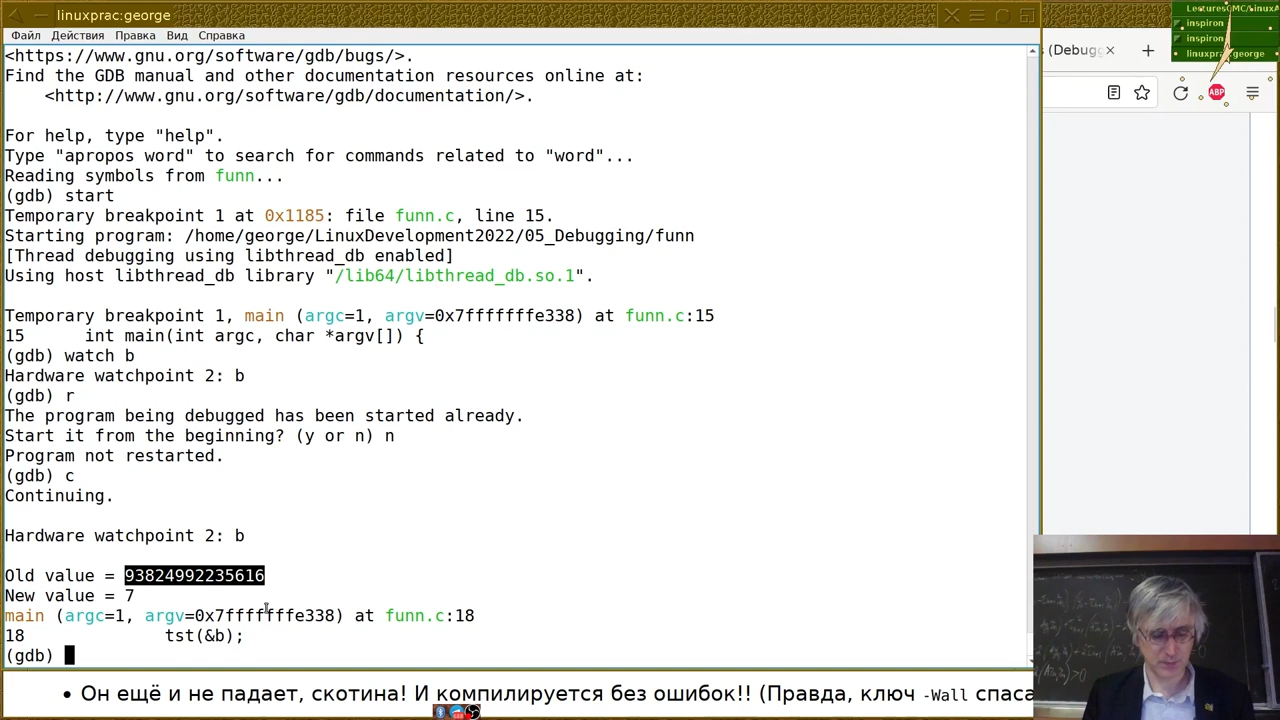 linuxprac:george
Файл Действия Правка Вид Справка
<https://www.gnu.org/software/gdb/bugs/>.
Find the GDB manual and other documentation resources online at:
<http://www.gnu.org/software/gdb/documentation/>.
For help, type "help".
Type "apropos word" to search for commands related to "word"...
Reading symbols from funn...
(gdb) start
Temporary breakpoint 1 at 0x1185: file funn.c, line 15.
Starting program: /home/george/LinuxDevelopment2022/05_Debugging/funn
[Thread debugging using libthread_db enabled]
Using host libthread_db library "/lib64/libthread_db.so.1".
Temporary breakpoint 1, main (argc=1, argv=0x7fffffffe338) at funn.c:15
15 int main(int argc, char *argv[]) {
(gdb) watch b
Hardware watchpoint 2: b
(gdb) r
The program being debugged has been started already.
Start it from the beginning? (y or n) n
Program not restarted.
(gdb) c
Continuing.
Hardware watchpoint 2: b
Old value = 93824992235616
New value = 7
main (argc=1, argv=0x7fffffffe338) at funn.c:18
18 tst(&b);
(gdb)
• Он ещё и не падает, скотина! И компилируется без ошибок!! (Правда, ключ -Wall спаса
inspiron
inspiron
linuxprac:george
(Debugg
ABP